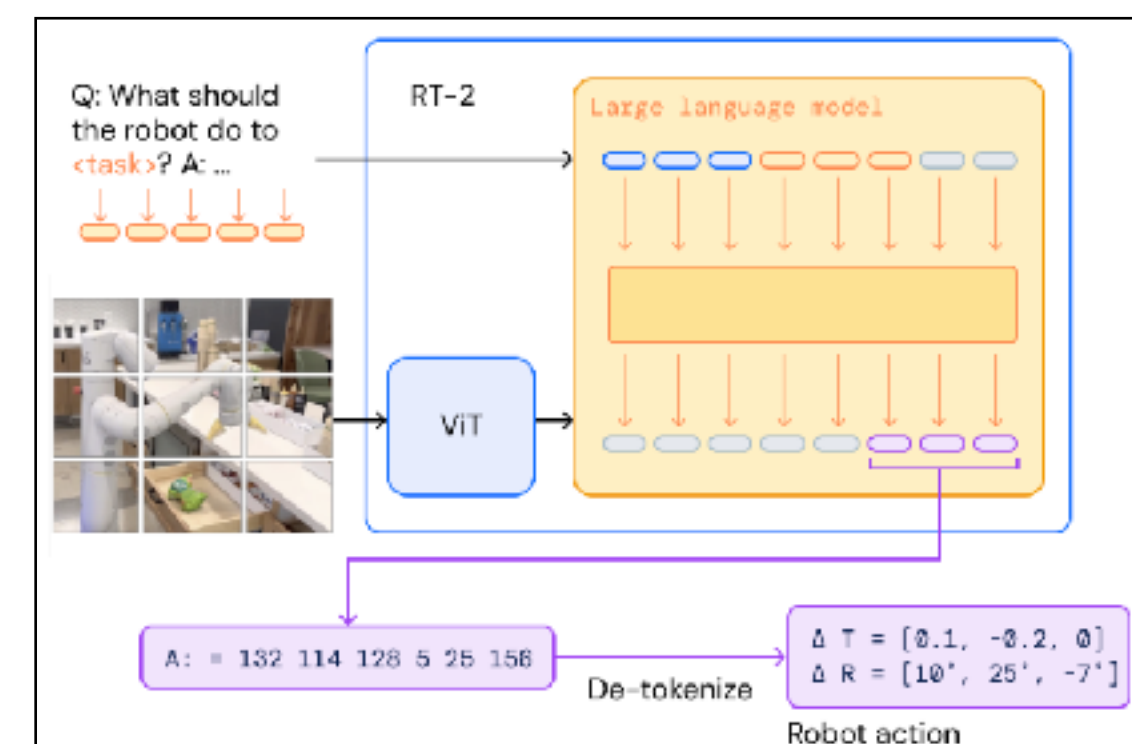 Q: What should
the robot do to
<task>? A: ...
RT-2
Large language model
ViT
A: = 132 114 128 5 25 156
De-tokenize
Δ T = [0.1, -0.2, 0]
Δ R = [10°, 25°, -7°]
Robot action